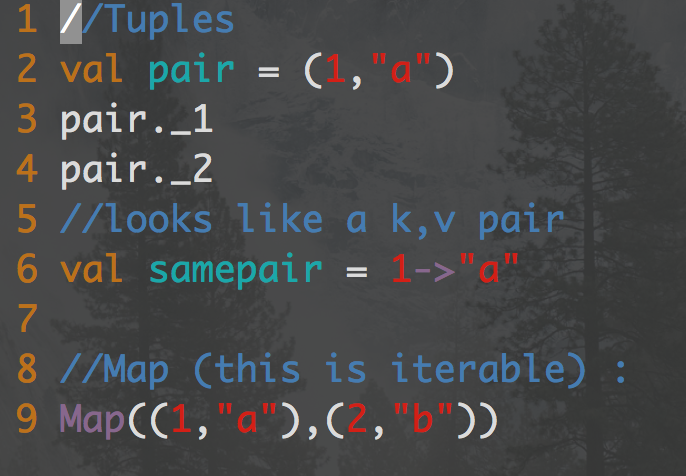 1 //Tuples
2 val pair = (1,"a")
3 pair._1
4 pair._2
5 //looks like a k,v pair
6 val samepair = 1->"a"
7
8 //Map (this is iterable) :
9 Map((1,"a"),(2,"b"))